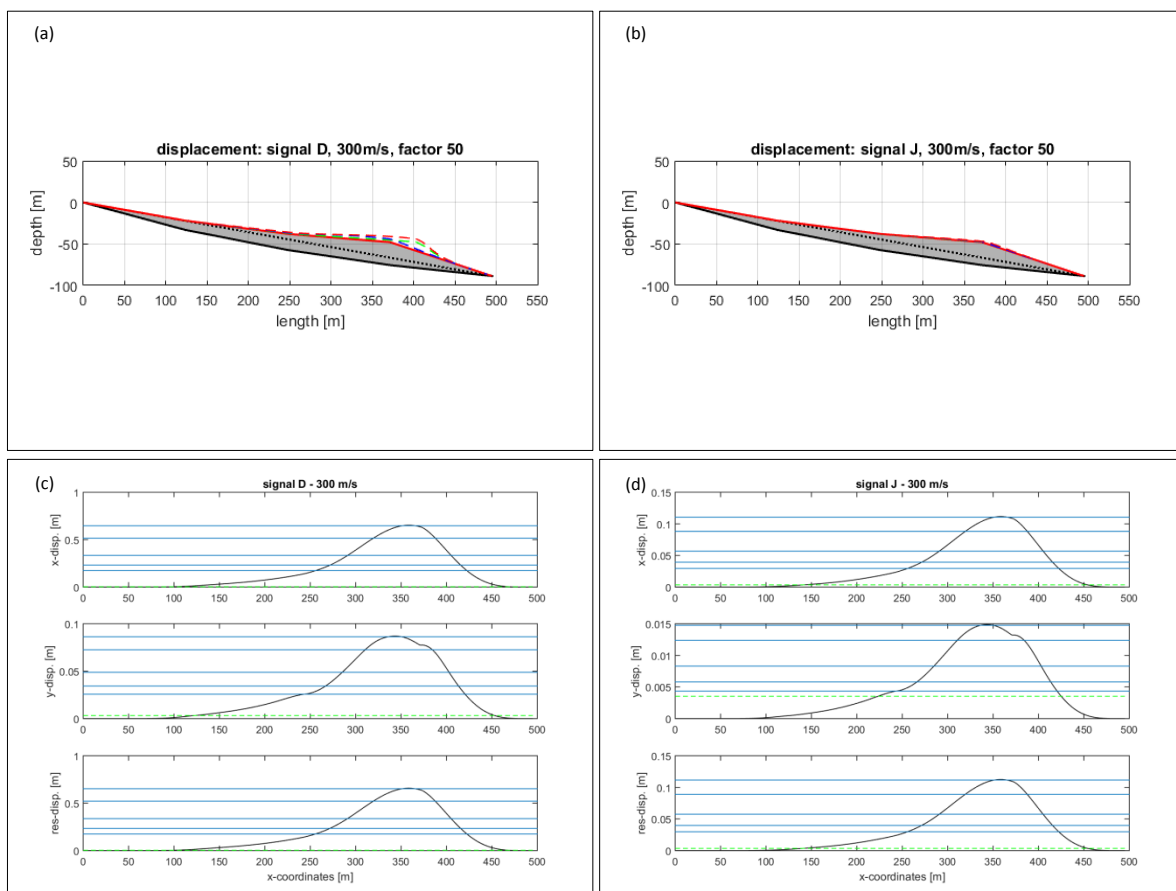 (a)
displacement: signal D, 300m/s, factor 50
50
0
-50
-100
depth [m]
0 50 100 150 200 250 300 350 400 450 500 550
length [m]
(b)
displacement: signal J, 300m/s, factor 50
50
0
-50
-100
depth [m]
0 50 100 150 200 250 300 350 400 450 500 550
length [m]
(c)
signal D - 300 m/s
1
0.5
0
x-disp. [m]
0 50 100 150 200 250 300 350 400 450 500
0.1
0.05
0
y-disp. [m]
0 50 100 150 200 250 300 350 400 450 500
1
0.5
0
res-disp. [m]
0 50 100 150 200 250 300 350 400 450 500
x-coordinates [m]
(d)
signal J - 300 m/s
0.15
0.1
0.05
0
x-disp. [m]
0 50 100 150 200 250 300 350 400 450 500
0.015
0.01
0.005
0
y-disp. [m]
0 50 100 150 200 250 300 350 400 450 500
0.15
0.1
0.05
0
res-disp. [m]
0 50 100 150 200 250 300 350 400 450 500
x-coordinates [m]